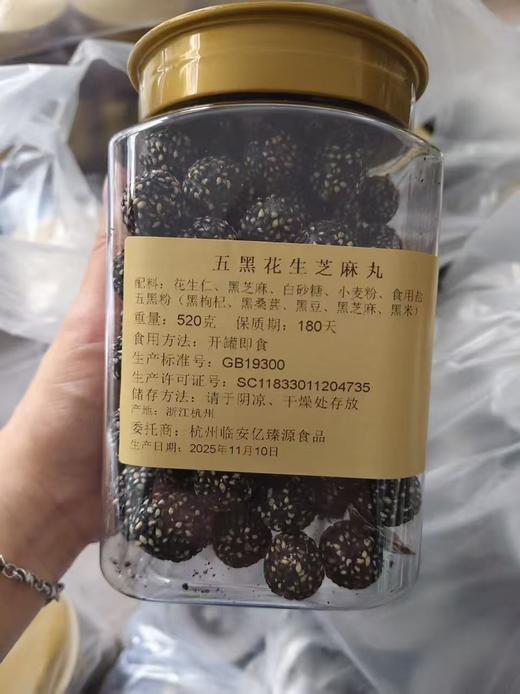 五黑花生芝麻丸
配料：花生仁、黑芝麻、白砂糖、小麦粉、食用盐
五黑粉（黑枸杞、黑桑葚、黑豆、黑芝麻、黑米）
重量：520克 保质期：180天
食用方法：开罐即食
生产标准号：GB19300
生产许可证号：SC11833011204735
储存方法：请于阴凉、干燥处存放
产地：浙江杭州
委托商：杭州临安亿臻源食品
生产日期：2025年11月10日